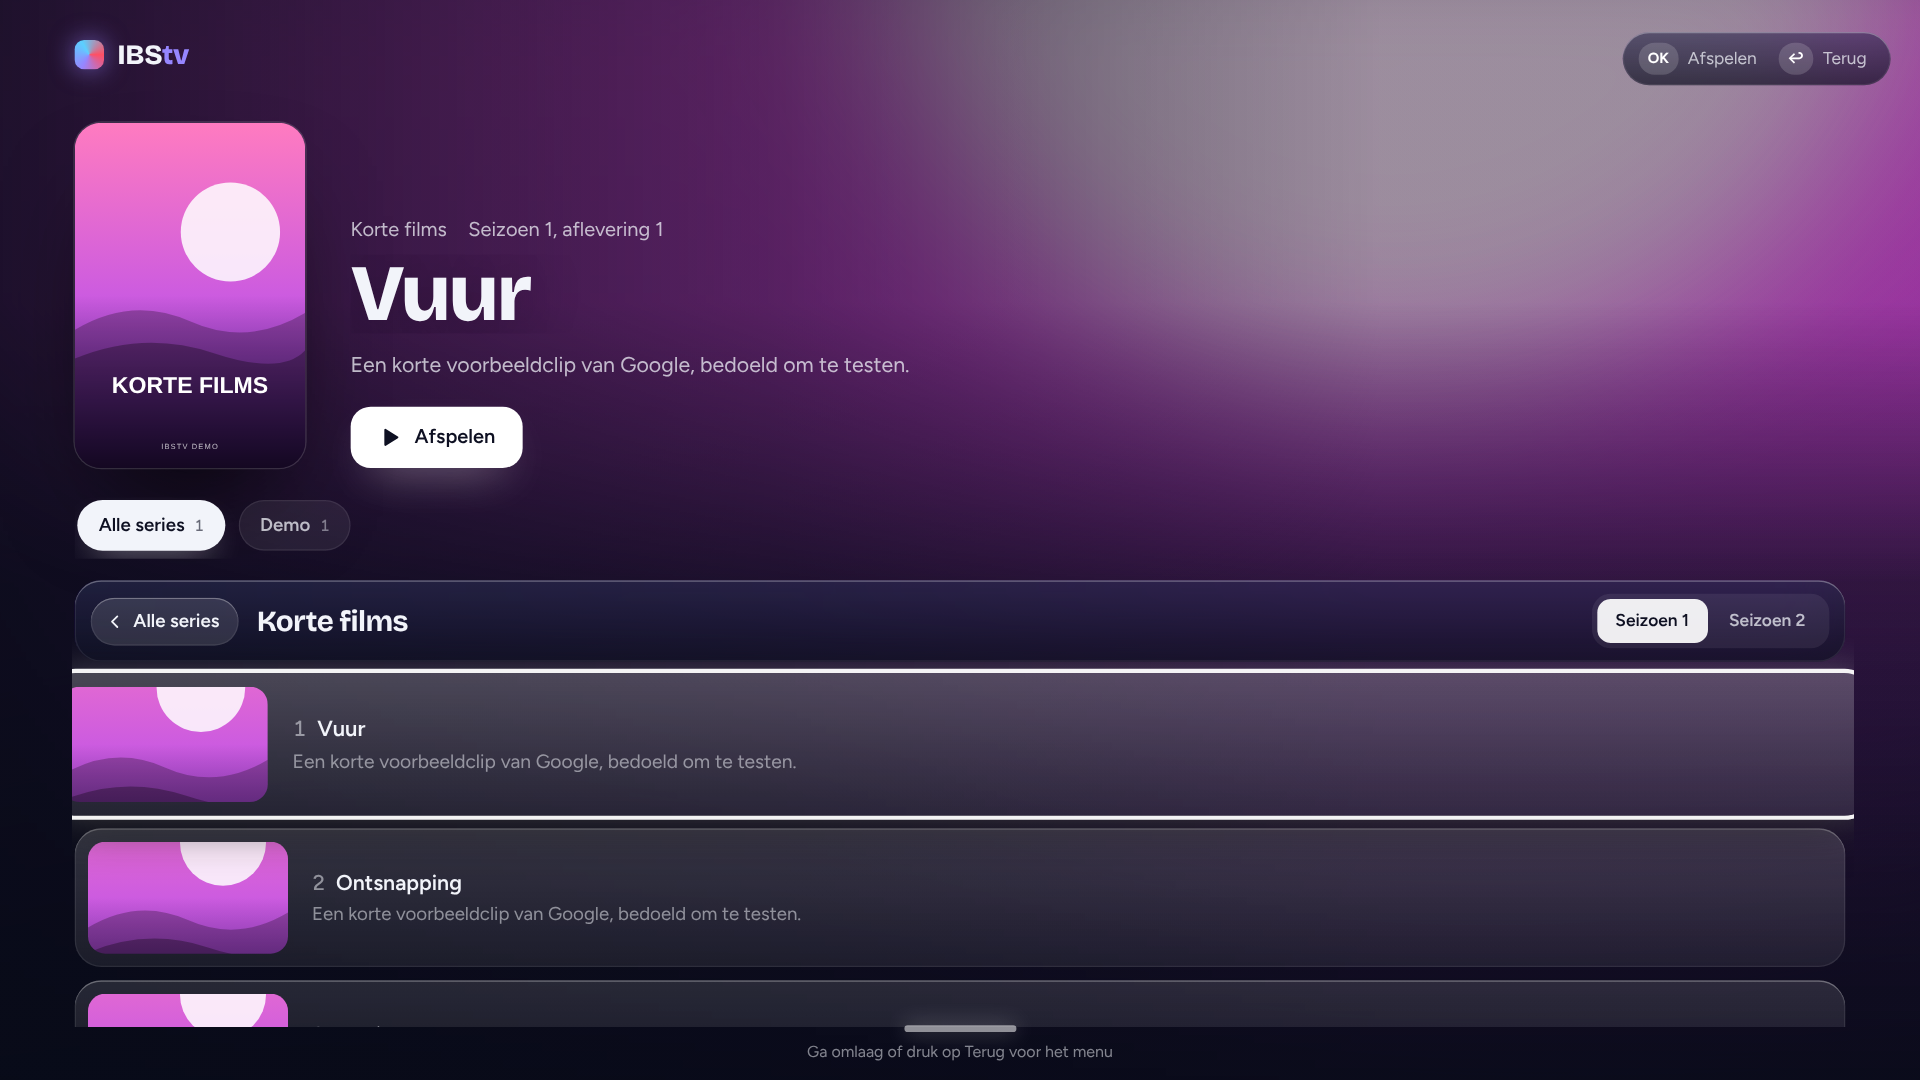 IBStv
OK Afspelen Terug
KORTE FILMS
IBSTV DEMO
Korte films Seizoen 1, aflevering 1
Vuur
Een korte voorbeeldclip van Google, bedoeld om te testen.
Afspelen
Alle series 1
Demo 1
Alle series
Korte films
Seizoen 1
Seizoen 2
1 Vuur
Een korte voorbeeldclip van Google, bedoeld om te testen.
2 Ontsnapping
Een korte voorbeeldclip van Google, bedoeld om te testen.
Ga omlaag of druk op Terug voor het menu